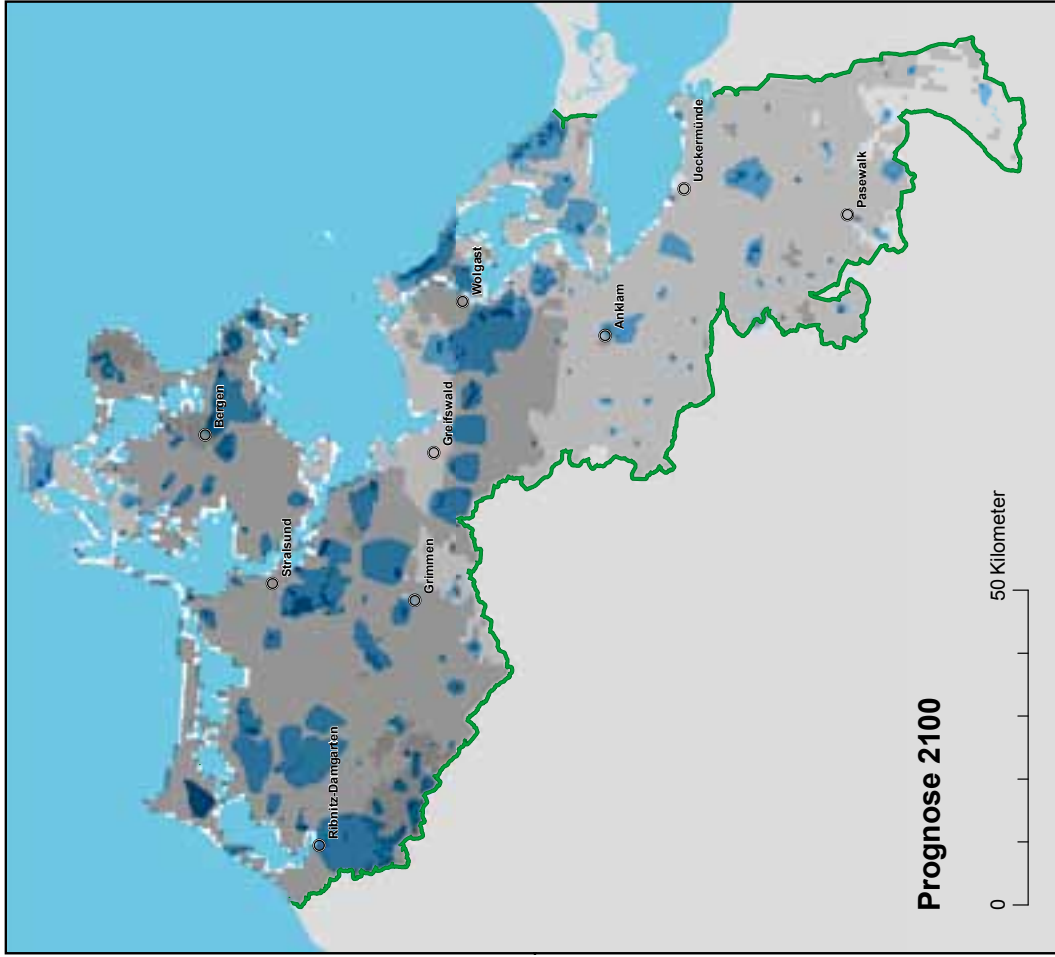 Bergen
Stralsund
Ribnitz-Damgarten
Grimmen
Greifswald
Wolgast
Anklam
Ueckermünde
Pasewalk
Prognose 2100
0
50 Kilometer